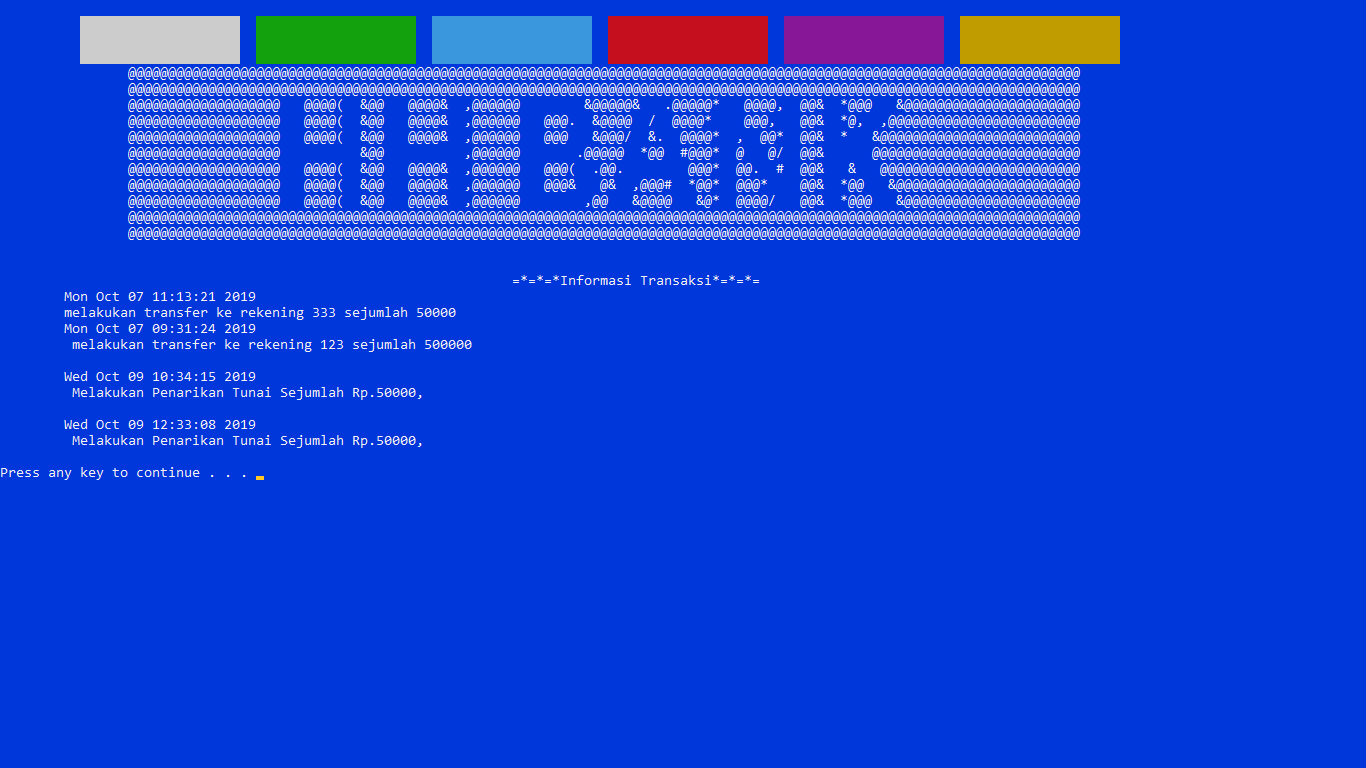 HH BANK
=*=*=*Informasi Transaksi*=*=*=
Mon Oct 07 11:13:21 2019
melakukan transfer ke rekening 333 sejumlah 50000
Mon Oct 07 09:31:24 2019
melakukan transfer ke rekening 123 sejumlah 500000
Wed Oct 09 10:34:15 2019
Melakukan Penarikan Tunai Sejumlah Rp.50000,
Wed Oct 09 12:33:08 2019
Melakukan Penarikan Tunai Sejumlah Rp.50000,
Press any key to continue . . .